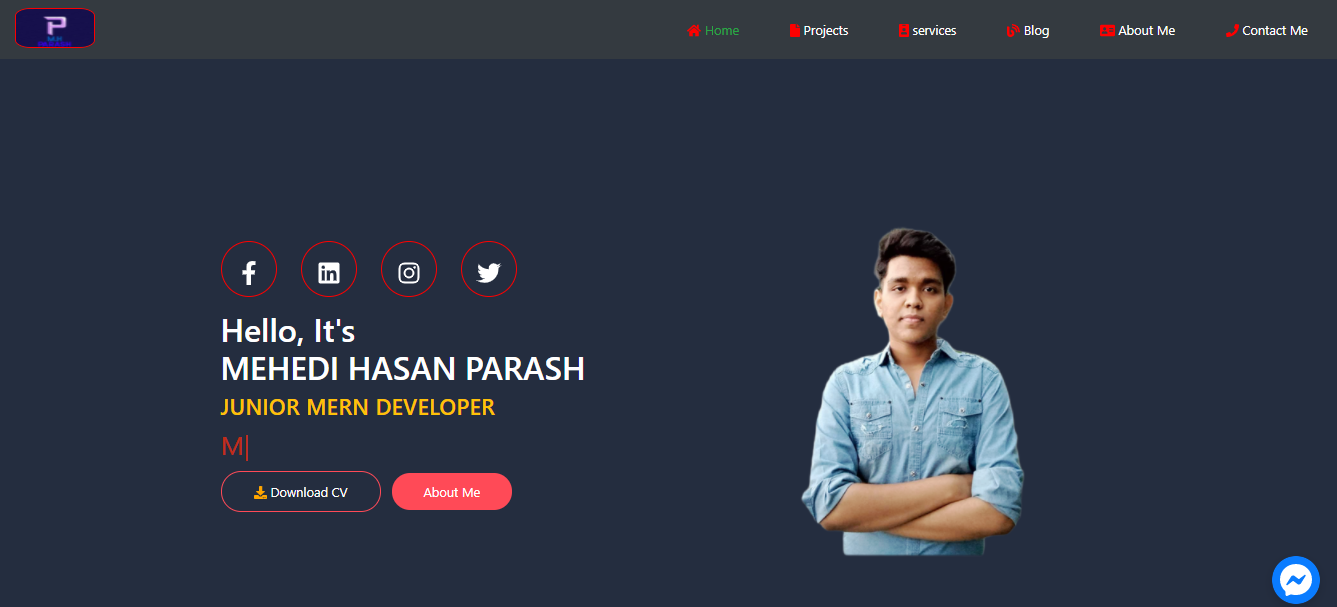 P
Home Projects services Blog About Me Contact Me
Hello, It's
MEHEDI HASAN PARASH
JUNIOR MERN DEVELOPER
M|
Download CV About Me